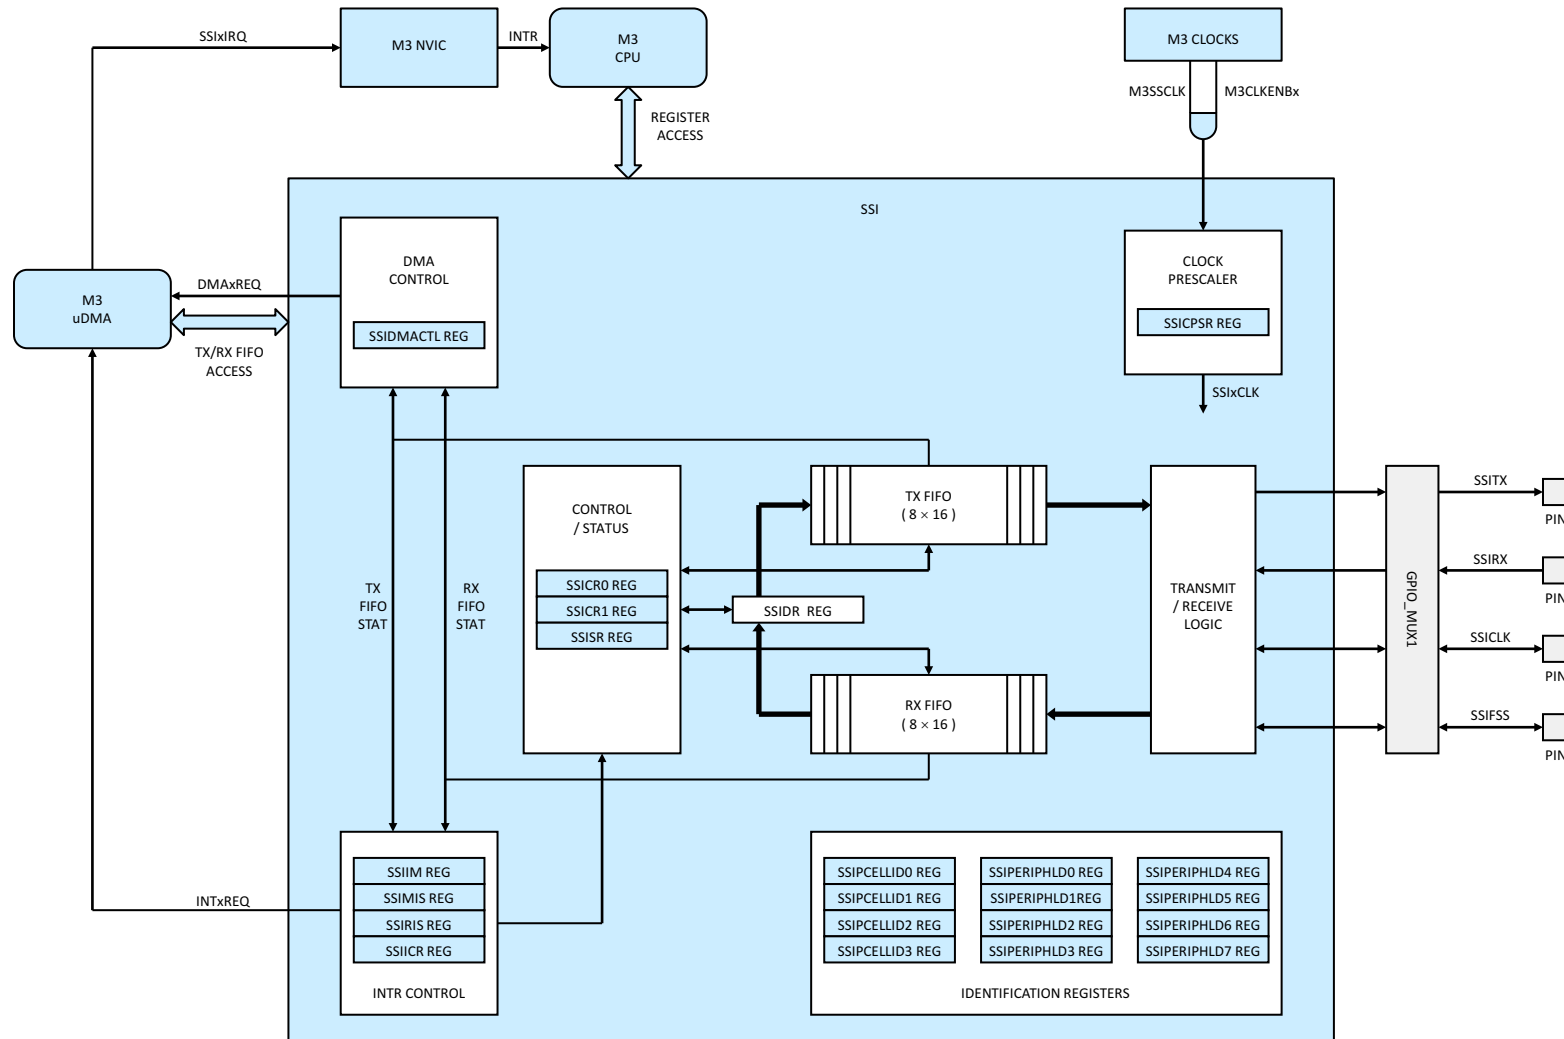 SSIxIRQ
M3 NVIC
INTR
M3
CPU
M3 CLOCKS
M3SSCLK
M3CLKENBx
REGISTER
ACCESS
SSI
DMA
CONTROL
SSIDMACTL REG
CLOCK
PRESCALER
SSICPSR REG
SSIxCLK
M3
uDMA
DMAxREQ
TX/RX FIFO
ACCESS
CONTROL
/ STATUS
SSICR0 REG
SSICR1 REG
SSISR REG
TX
FIFO
STAT
RX
FIFO
STAT
TX FIFO
( 8 × 16 )
SSIDR  REG
RX FIFO
( 8 × 16 )
TRANSMIT
/ RECEIVE
LOGIC
GPIO_MUX1
SSITX
PIN
SSIRX
PIN
SSICLK
PIN
SSIFSS
PIN
INTxREQ
SSIIM REG
SSIMIS REG
SSIRIS REG
SSIICR REG
INTR CONTROL
SSIPCELLID0 REG
SSIPCELLID1 REG
SSIPCELLID2 REG
SSIPCELLID3 REG
SSIPERIPHLD0 REG
SSIPERIPHLD1REG
SSIPERIPHLD2 REG
SSIPERIPHLD3 REG
SSIPERIPHLD4 REG
SSIPERIPHLD5 REG
SSIPERIPHLD6 REG
SSIPERIPHLD7 REG
IDENTIFICATION REGISTERS